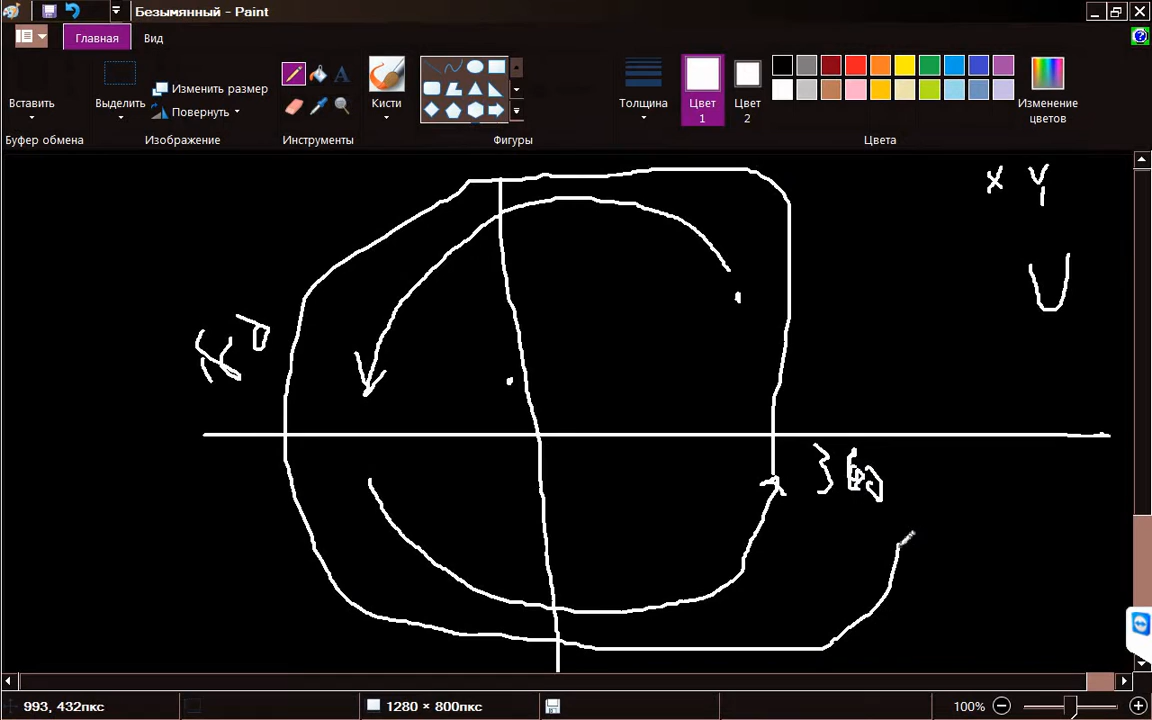 Безымянный - Paint
Главная
Вид
Вставить
Буфер обмена
Выделить
Изменить размер
Повернуть
Изображение
A
Инструменты
Кисти
Фигуры
Толщина
Цвет
1
Цвет
2
Изменение
цветов
Цвета
X Y
U
360
993, 432пкс
1280 × 800пкс
100%